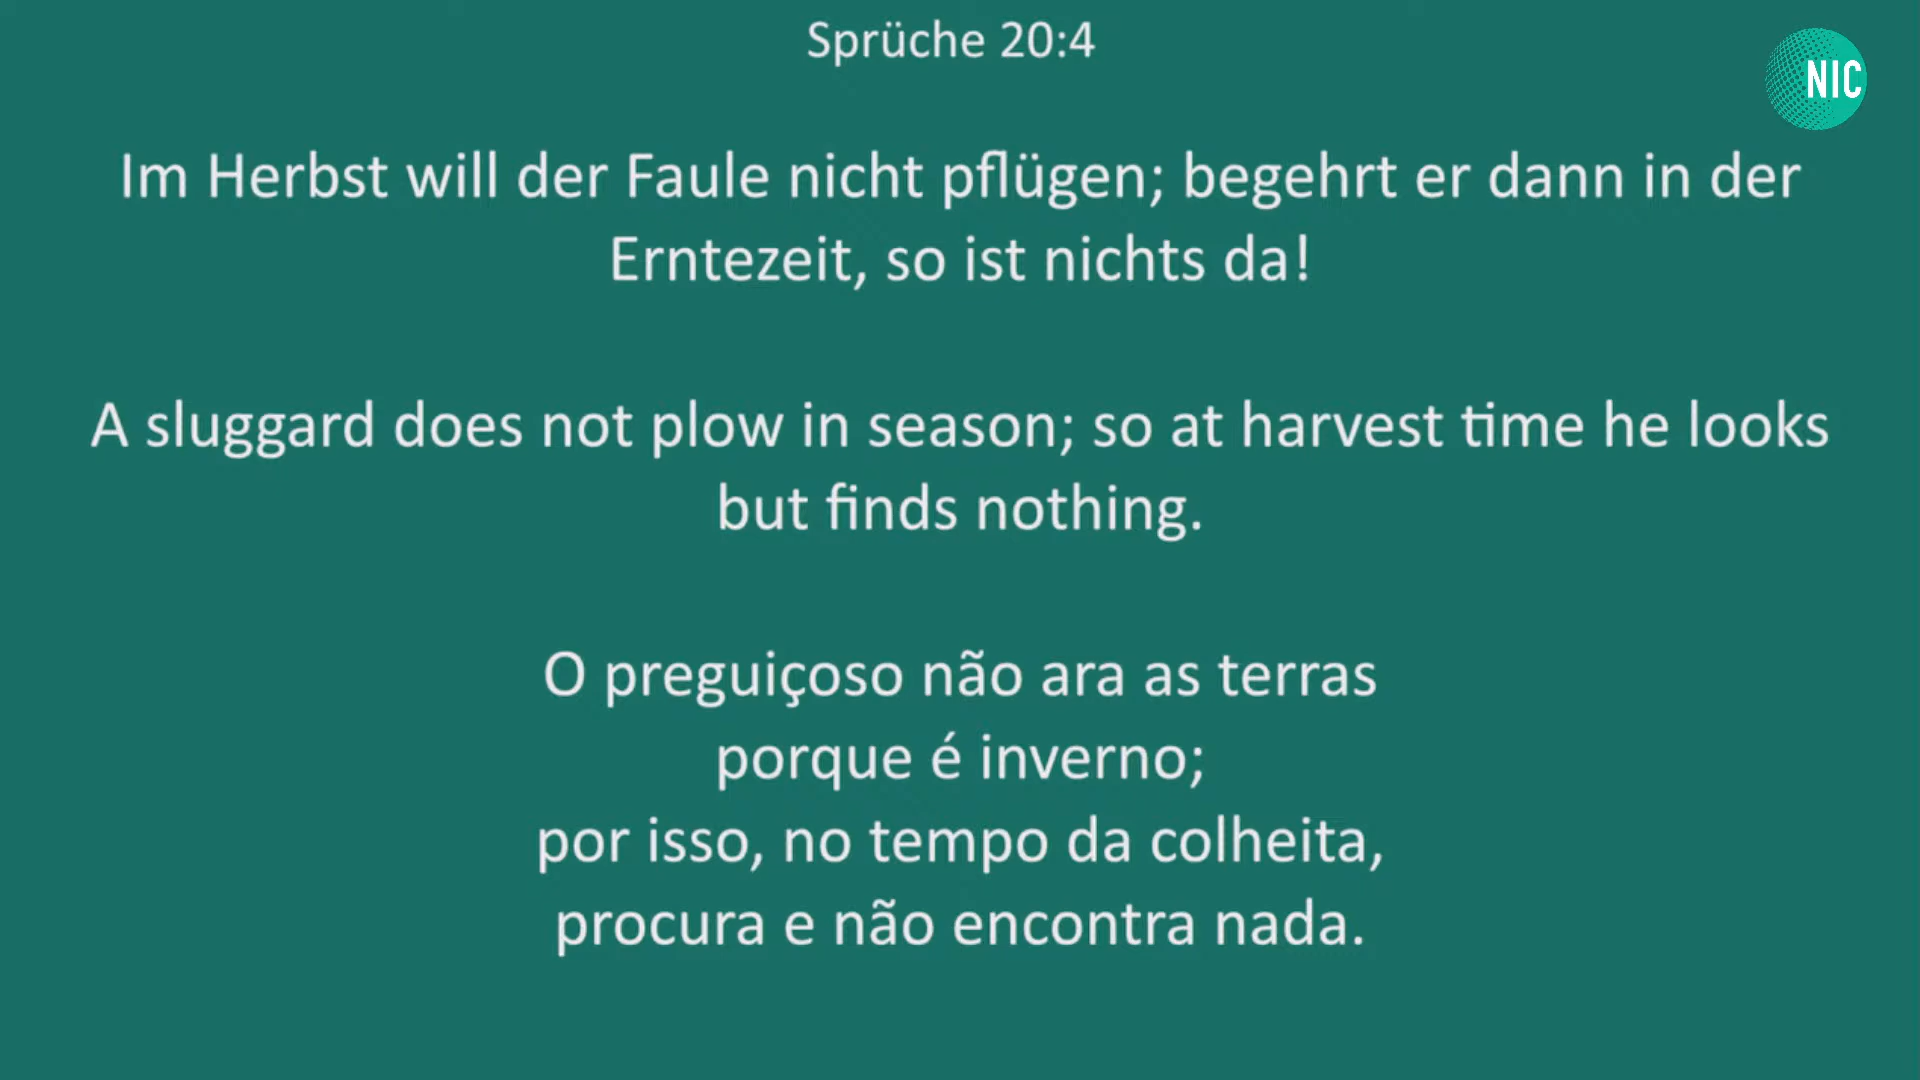 Sprüche 20:4
NIC
Im Herbst will der Faule nicht pflügen; begehrt er dann in der
Erntezeit, so ist nichts da!
A sluggard does not plow in season; so at harvest time he looks
but finds nothing.
O preguiçoso não ara as terras
porque é inverno;
por isso, no tempo da colheita,
procura e não encontra nada.